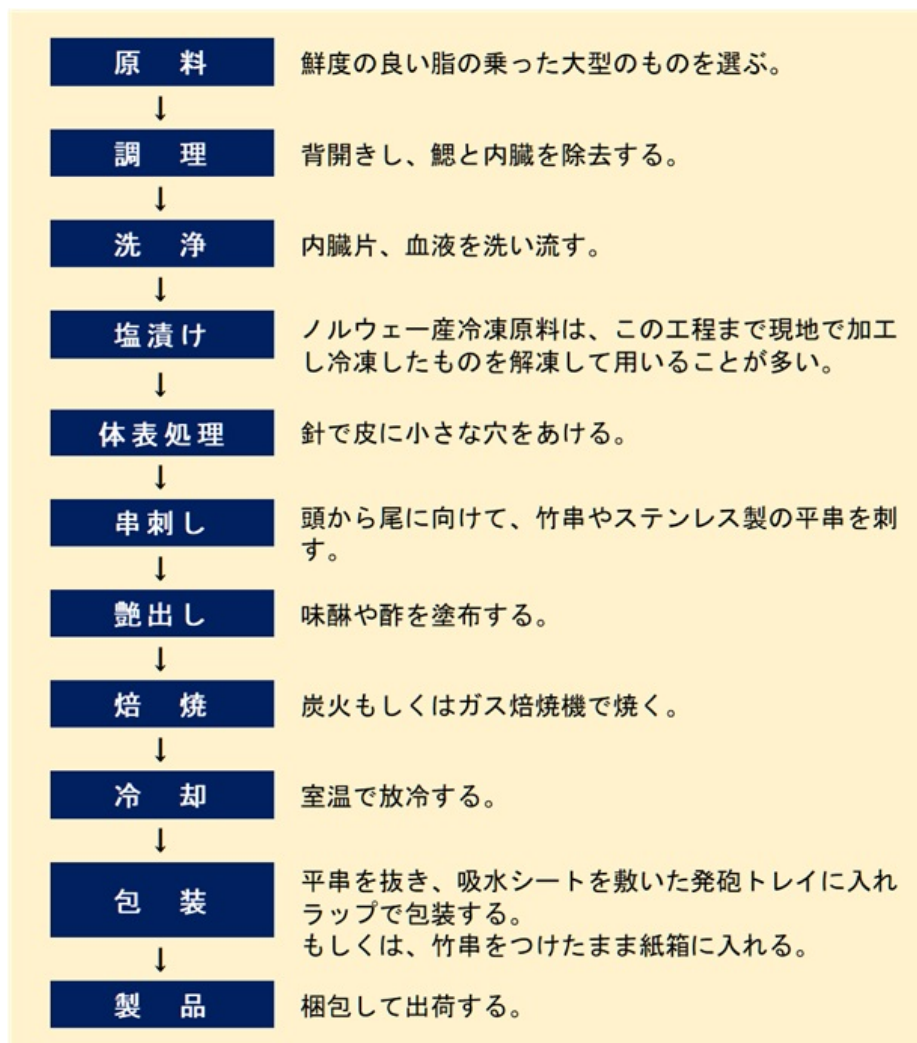 原　料
鮮度の良い脂の乗った大型のものを選ぶ。
↓
調　理
背開きし、鰓と内臓を除去する。
↓
洗　浄
内臓片、血液を洗い流す。
↓
塩漬け
ノルウェー産冷凍原料は、この工程まで現地で加工
し冷凍したものを解凍して用いることが多い。
↓
体表処理
針で皮に小さな穴をあける。
↓
串刺し
頭から尾に向けて、竹串やステンレス製の平串を刺
す。
↓
艶出し
味醂や酢を塗布する。
↓
焙　焼
炭火もしくはガス焙焼機で焼く。
↓
冷　却
室温で放冷する。
↓
包　装
平串を抜き、吸水シートを敷いた発砲トレイに入れ
ラップで包装する。
もしくは、竹串をつけたまま紙箱に入れる。
↓
製　品
梱包して出荷する。